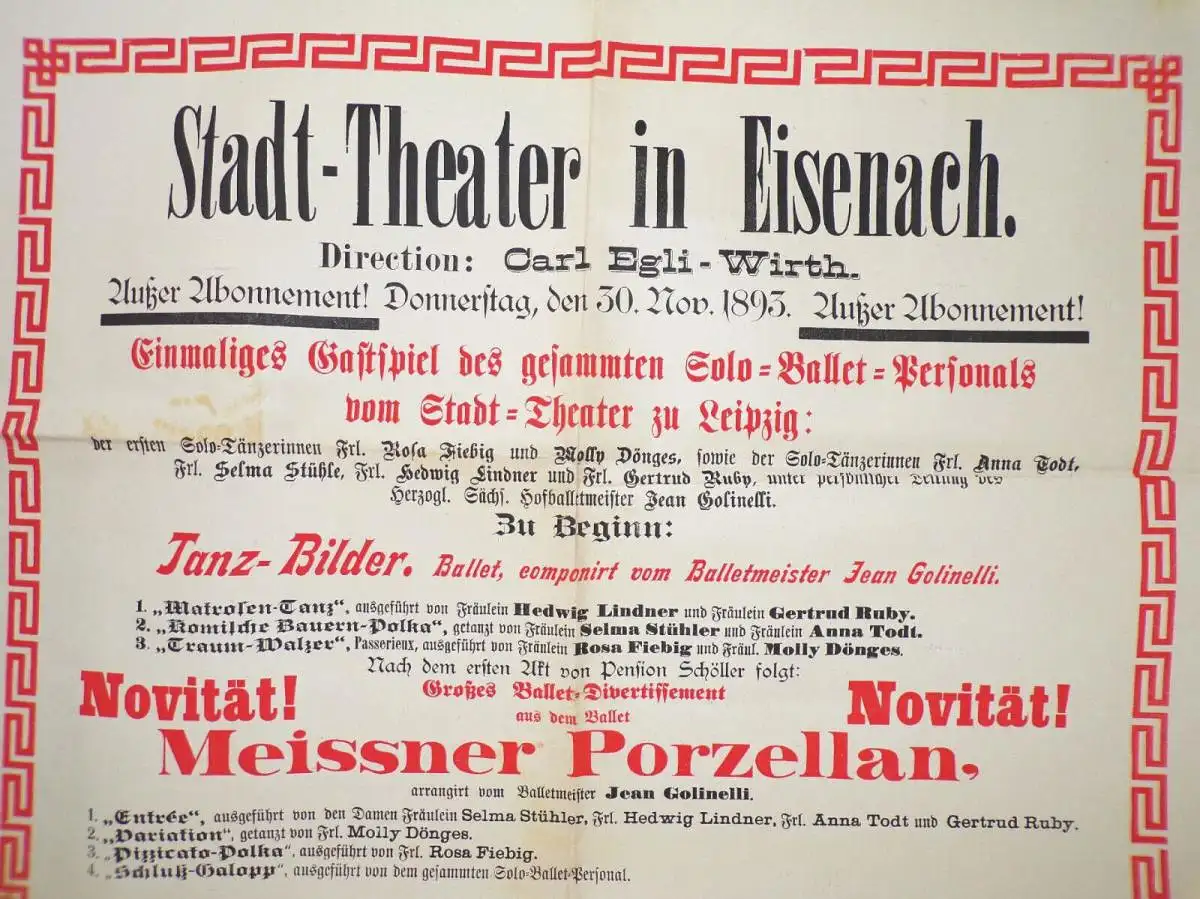 Stadt-Theater in Eisenach.
Direction: Carl Egli-Wirth.
Außer Abonnement! Donnerstag, den 30. Nov. 1893. Außer Abonnement!
Einmaliges Gastspiel des gesammten Solo-Ballet-Personals
vom Stadt-Theater zu Leipzig:
der ersten Solo-Tänzerinnen Frl. Rosa Fiebig und Molly Dönges, sowie der Solo-Tänzerinnen Frl. Anna Todt,
Frl. Selma Stühle, Frl. Hedwig Lindner und Frl. Gertrud Ruby, unter persönlicher Leitung des
Herzogl. Sächs. Hofballetmeister Jean Golinelli.
Zu Beginn:
Tanz-Bilder. Ballet, componirt vom Balletmeister Jean Golinelli.
1. „Matrosen-Tanz“, ausgeführt von Fräulein Hedwig Lindner und Fräulein Gertrud Ruby.
2. „Komische Bauern-Polka“, getanzt von Fräulein Selma Stühler und Fräulein Anna Todt.
3. „Traum-Walzer“, Passerieux, ausgeführt von Fräulein Rosa Fiebig und Fräul. Molly Dönges.
Nach dem ersten Akt von Pension Schöller folgt:
Novität! Großes Ballet-Divertissement Novität!
aus dem Ballet
Meissner Porzellan,
arrangirt vom Balletmeister Jean Golinelli.
1. „Entrée“, ausgeführt von den Damen Fräulein Selma Stühler, Frl. Hedwig Lindner, Frl. Anna Todt und Gertrud Ruby.
2. „Variation“, getanzt von Frl. Molly Dönges.
3. „Pizzicato-Polka“, ausgeführt von Frl. Rosa Fiebig.
4. „Schluß-Galopp“, ausgeführt von dem gesammten Solo-Ballet-Personal.